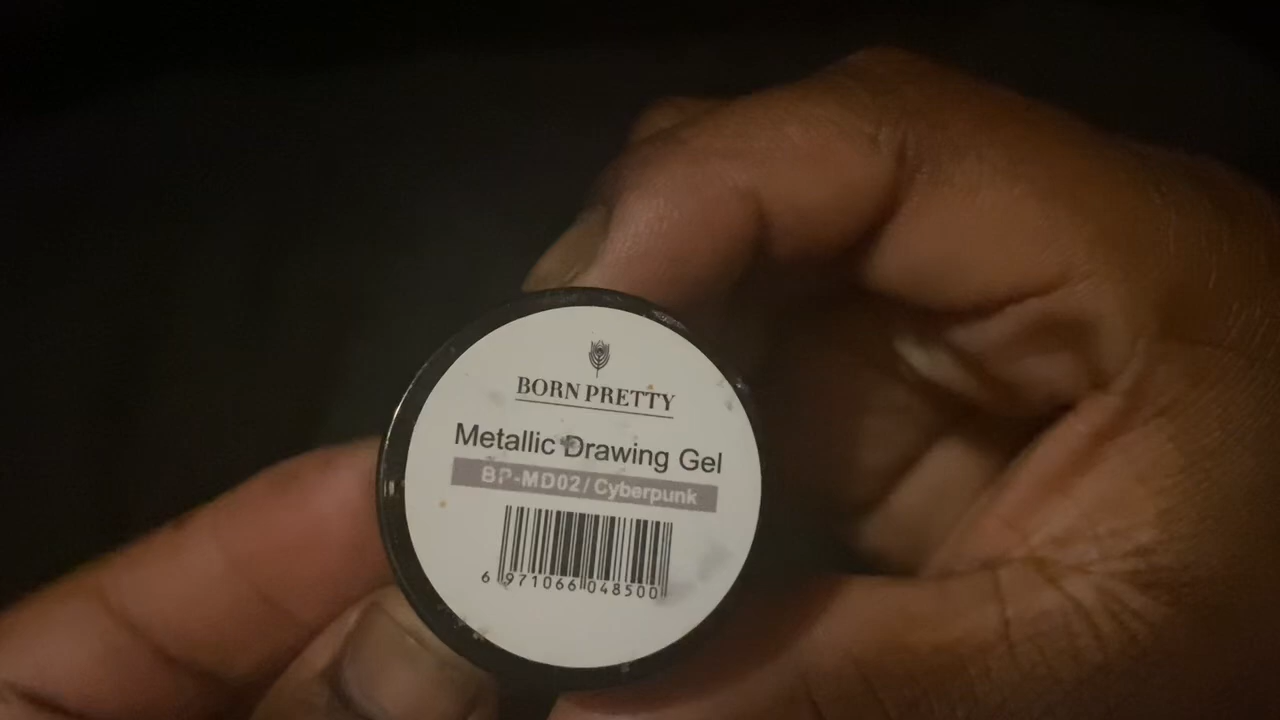 BORN PRETTY
Metallic Drawing Gel
BP-MD02/Cyberpunk
6 971066 048500